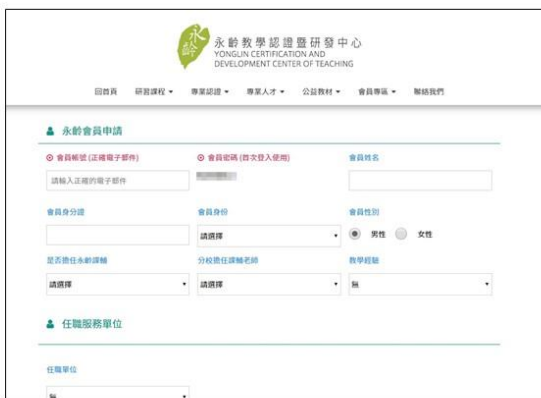 永齡
永齡教學認證暨研發中心
YONGLIN CERTIFICATION AND
DEVELOPMENT CENTER OF TEACHING
回首頁 研習課程 專業認證 專業人才 公益教材 會員專區 聯絡我們
永齡會員申請
會員帳號 (正確電子郵件) 會員密碼 (首次登入使用) 會員姓名
請輸入正確的電子郵件
會員身分證 會員身份 會員性別
請選擇 男性 女性
是否擔任永齡課輔 分校擔任課輔老師 教學經驗
請選擇 請選擇 無
任職服務單位
任職單位
無